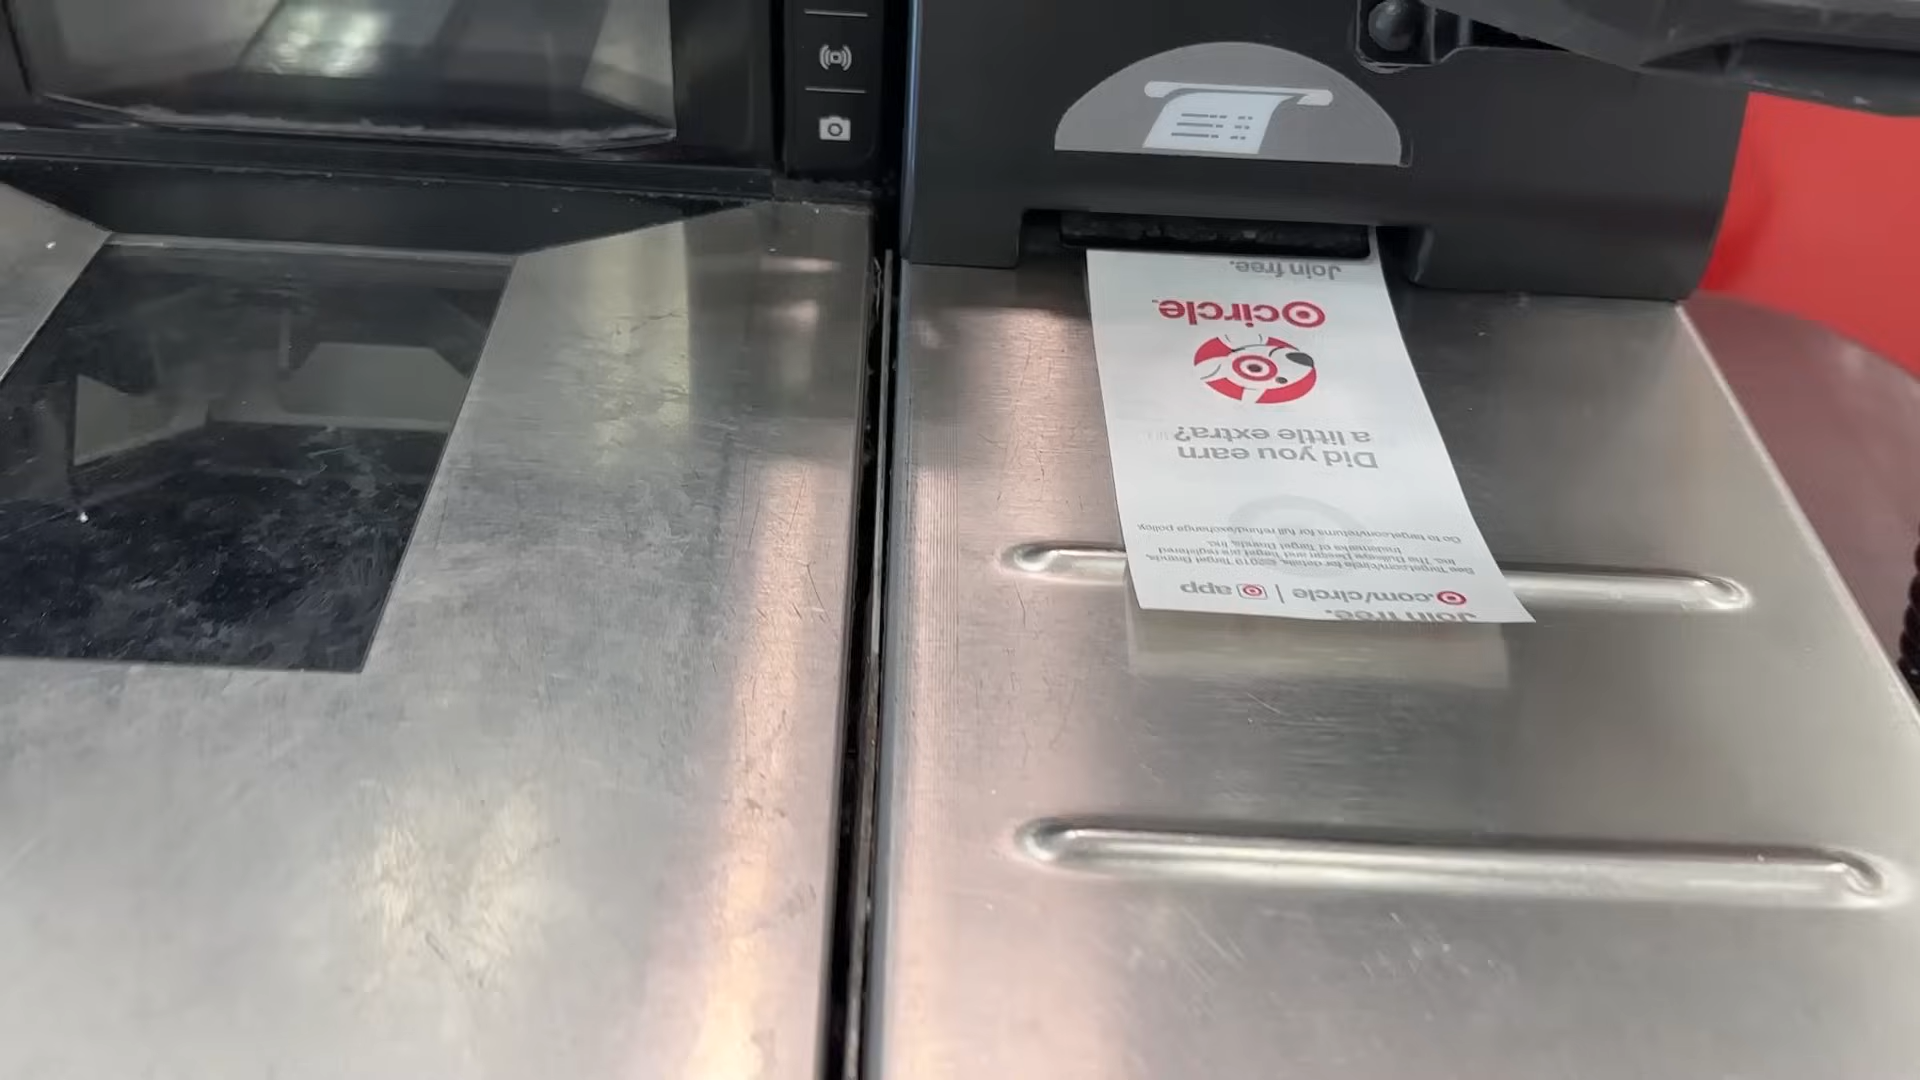 Join free.
circle.
Did you earn
a little extra?
Go to target.com/returns for full refund/exchange policy.
See Target.com/circle for details. ©2019 Target Brands,
Inc. The Bullseye Design and Target are registered
trademarks of Target Brands, Inc.
.com/circle | app
Join free.